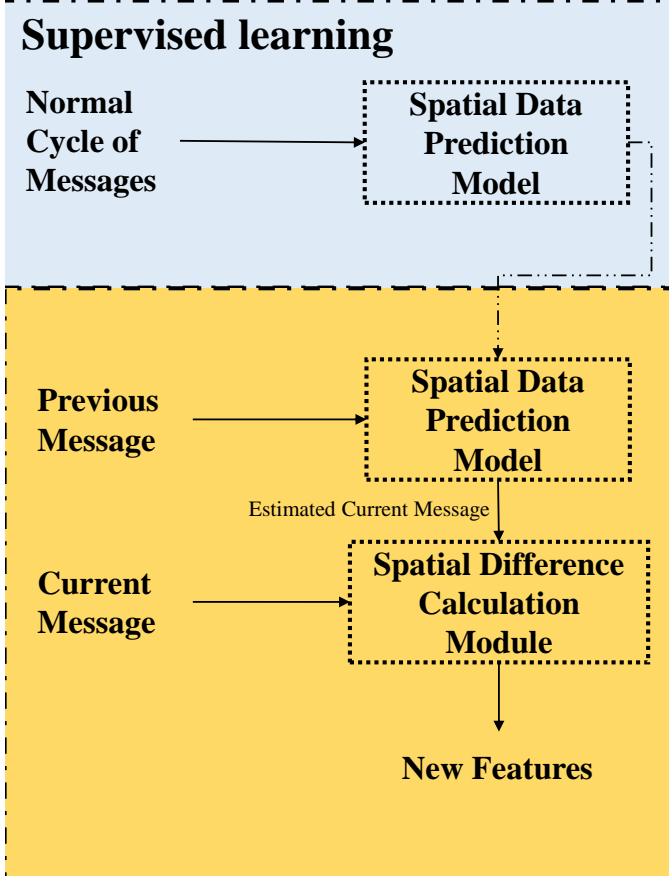 Supervised learning
Normal
Cycle of
Messages
Spatial Data
Prediction
Model
Previous
Message
Spatial Data
Prediction
Model
Estimated Current Message
Current
Message
Spatial Difference
Calculation
Module
New Features